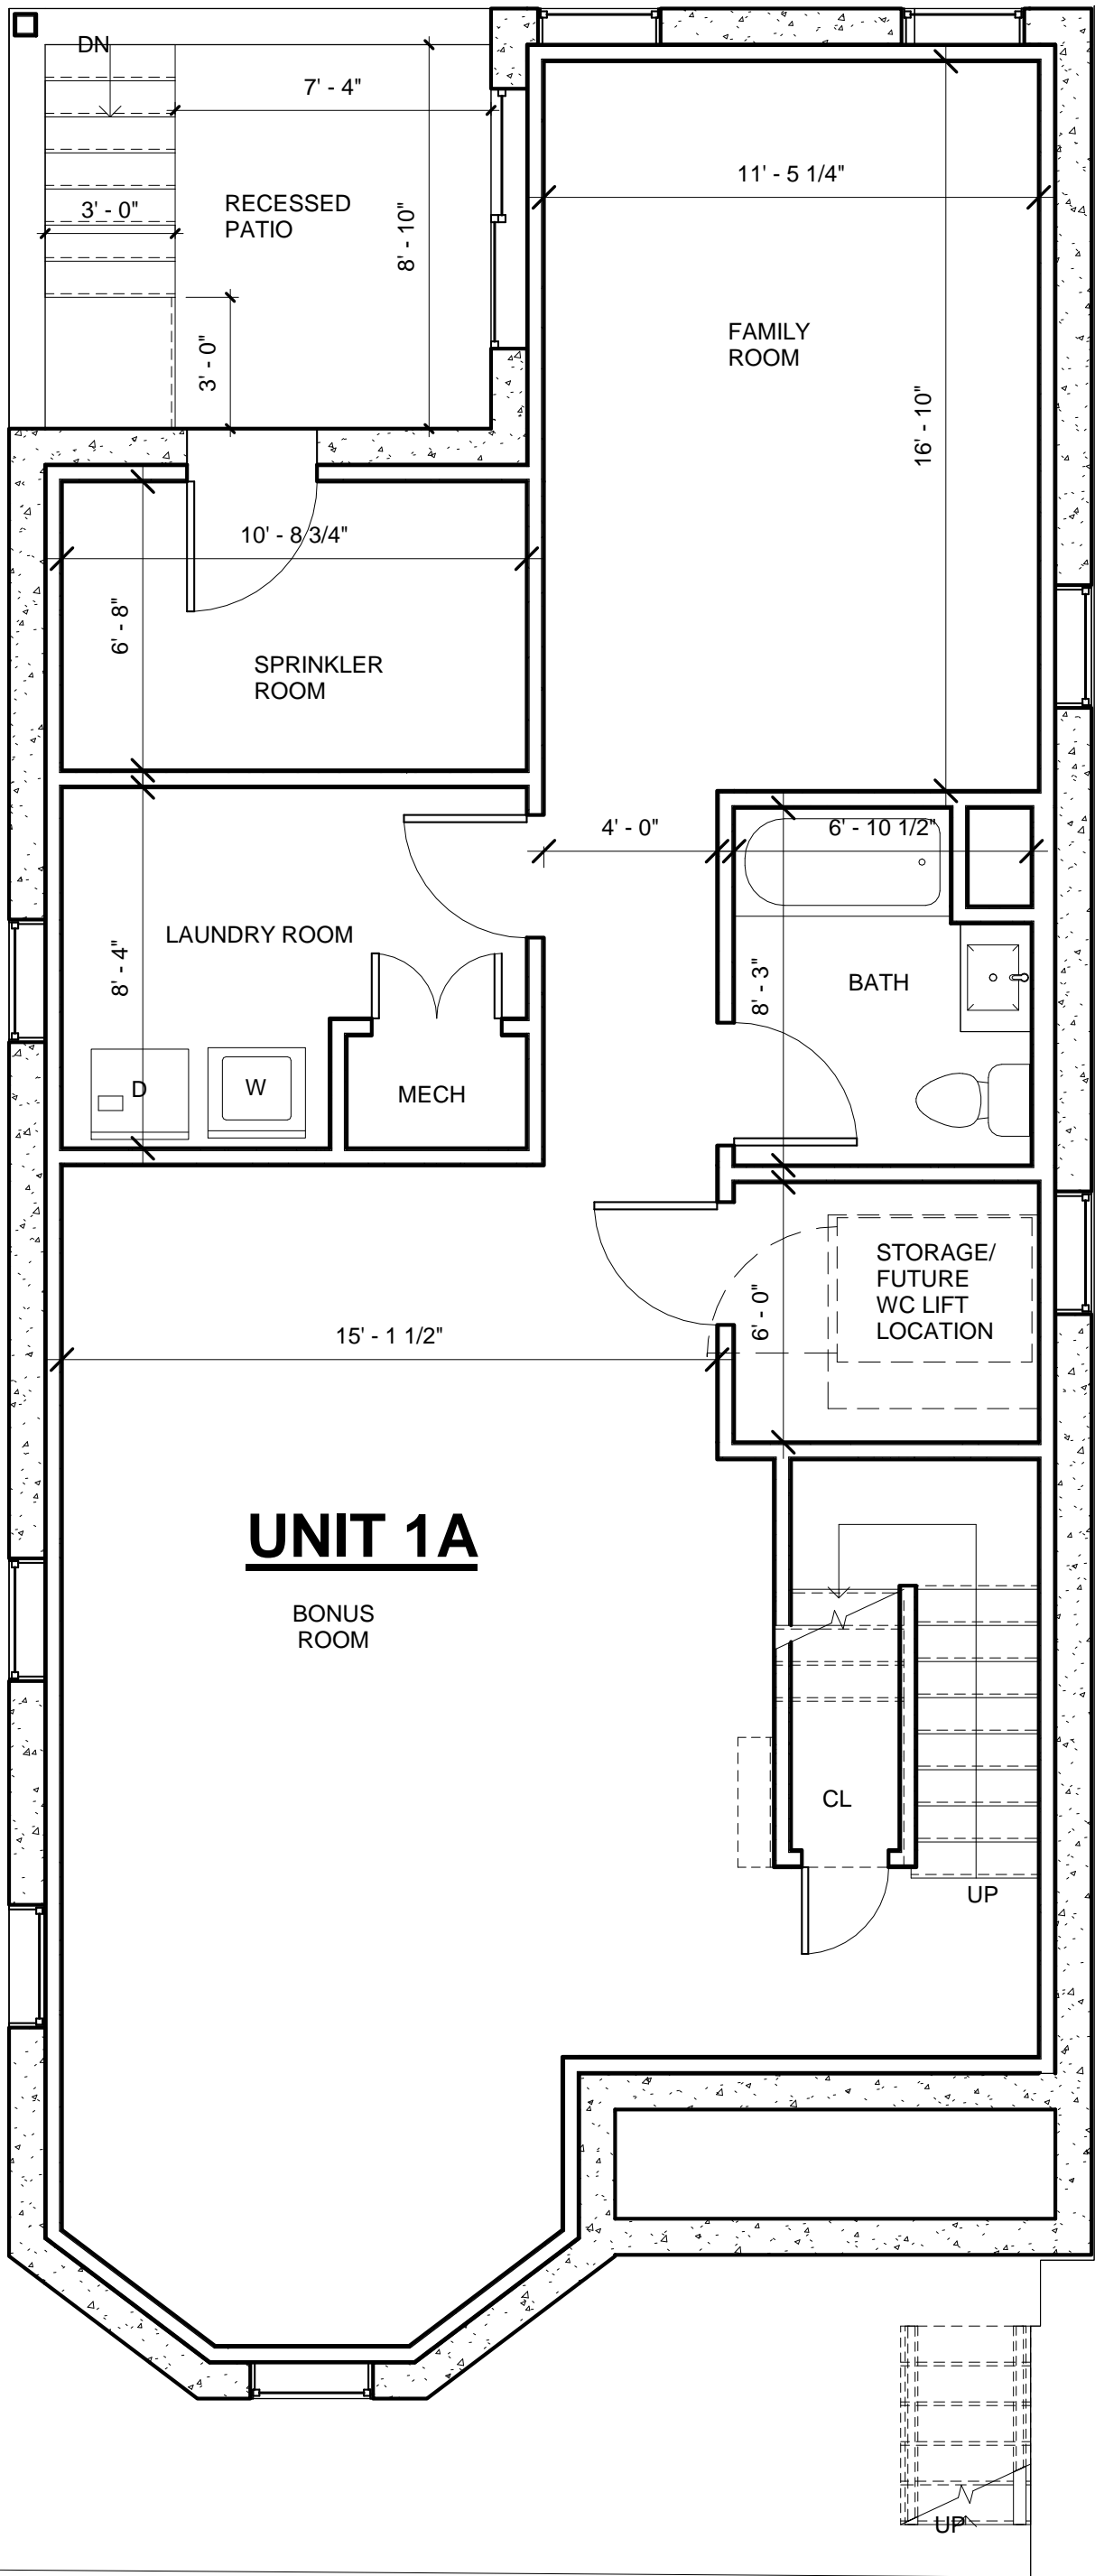 DN
7' - 4"
11' - 5 1/4"
3' - 0"
RECESSED
PATIO
8' - 10"
3' - 0"
FAMILY
ROOM
16' - 10"
10' - 8 3/4"
6' - 8"
SPRINKLER
ROOM
4' - 0"
6' - 10 1/2"
LAUNDRY ROOM
8' - 4"
8' - 3"
BATH
D
W
MECH
STORAGE/
FUTURE
WC LIFT
LOCATION
6' - 0"
15' - 1 1/2"
UNIT 1A
BONUS
ROOM
CL
UP
UP